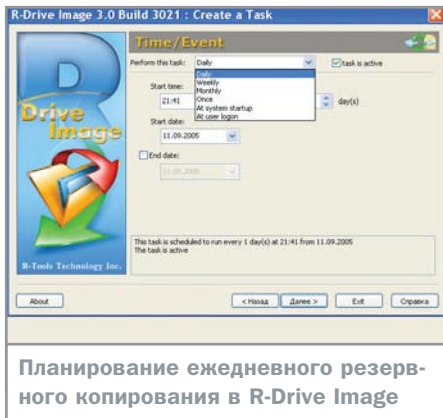 R-Drive Image 3.0 Build 3021 : Create a Task
Time/Event
Perform this task: Daily task is active
Daily
Weekly
Monthly
Once
At system startup
At user logon
Start time:
21:41 day(s)
Start date:
11.09.2005
End date:
11.09.2005
Drive
Image
This task is scheduled to run every 1 day(s) at 21:41 from 11.09.2005
The task is active
R-Tools Technology Inc.
About < Назад Далее > Exit Справка
Планирование ежедневного резерв-
ного копирования в R-Drive Image